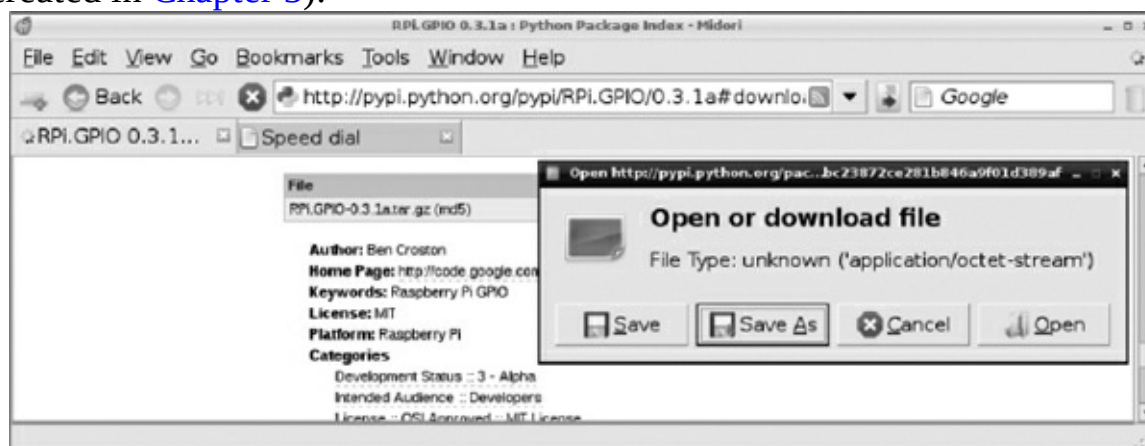 created in Chapter 5).
RPi.GPIO 0.3.1a : Python Package Index - Midori
File Edit View Go Bookmarks Tools Window Help
Back http://pypi.python.org/pypi/RPi.GPIO/0.3.1a#downlo Google
RPi.GPIO 0.3.1... Speed dial
Open http://pypi.python.org/pac...bc23872ce281b846a9f01d389af
File
RPi.GPIO-0.3.1a.tar.gz (md5)
Open or download file
File Type: unknown ('application/octet-stream')
Save Save As Cancel Open
Author: Ben Croston
Home Page: http://code.google.com
Keywords: Raspberry Pi GPIO
License: MIT
Platform: Raspberry Pi
Categories
Development Status :: 3 - Alpha
Intended Audience :: Developers
License :: OSI Approved :: MIT License